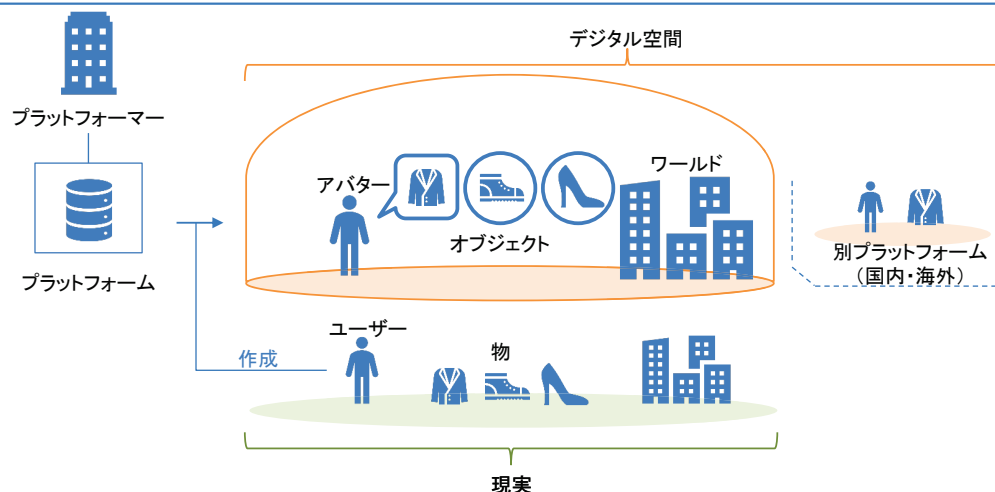 デジタル空間
プラットフォーマー
ワールド
アバター
オブジェクト
別プラットフォーム
（国内・海外）
プラットフォーム
ユーザー
物
作成
現実